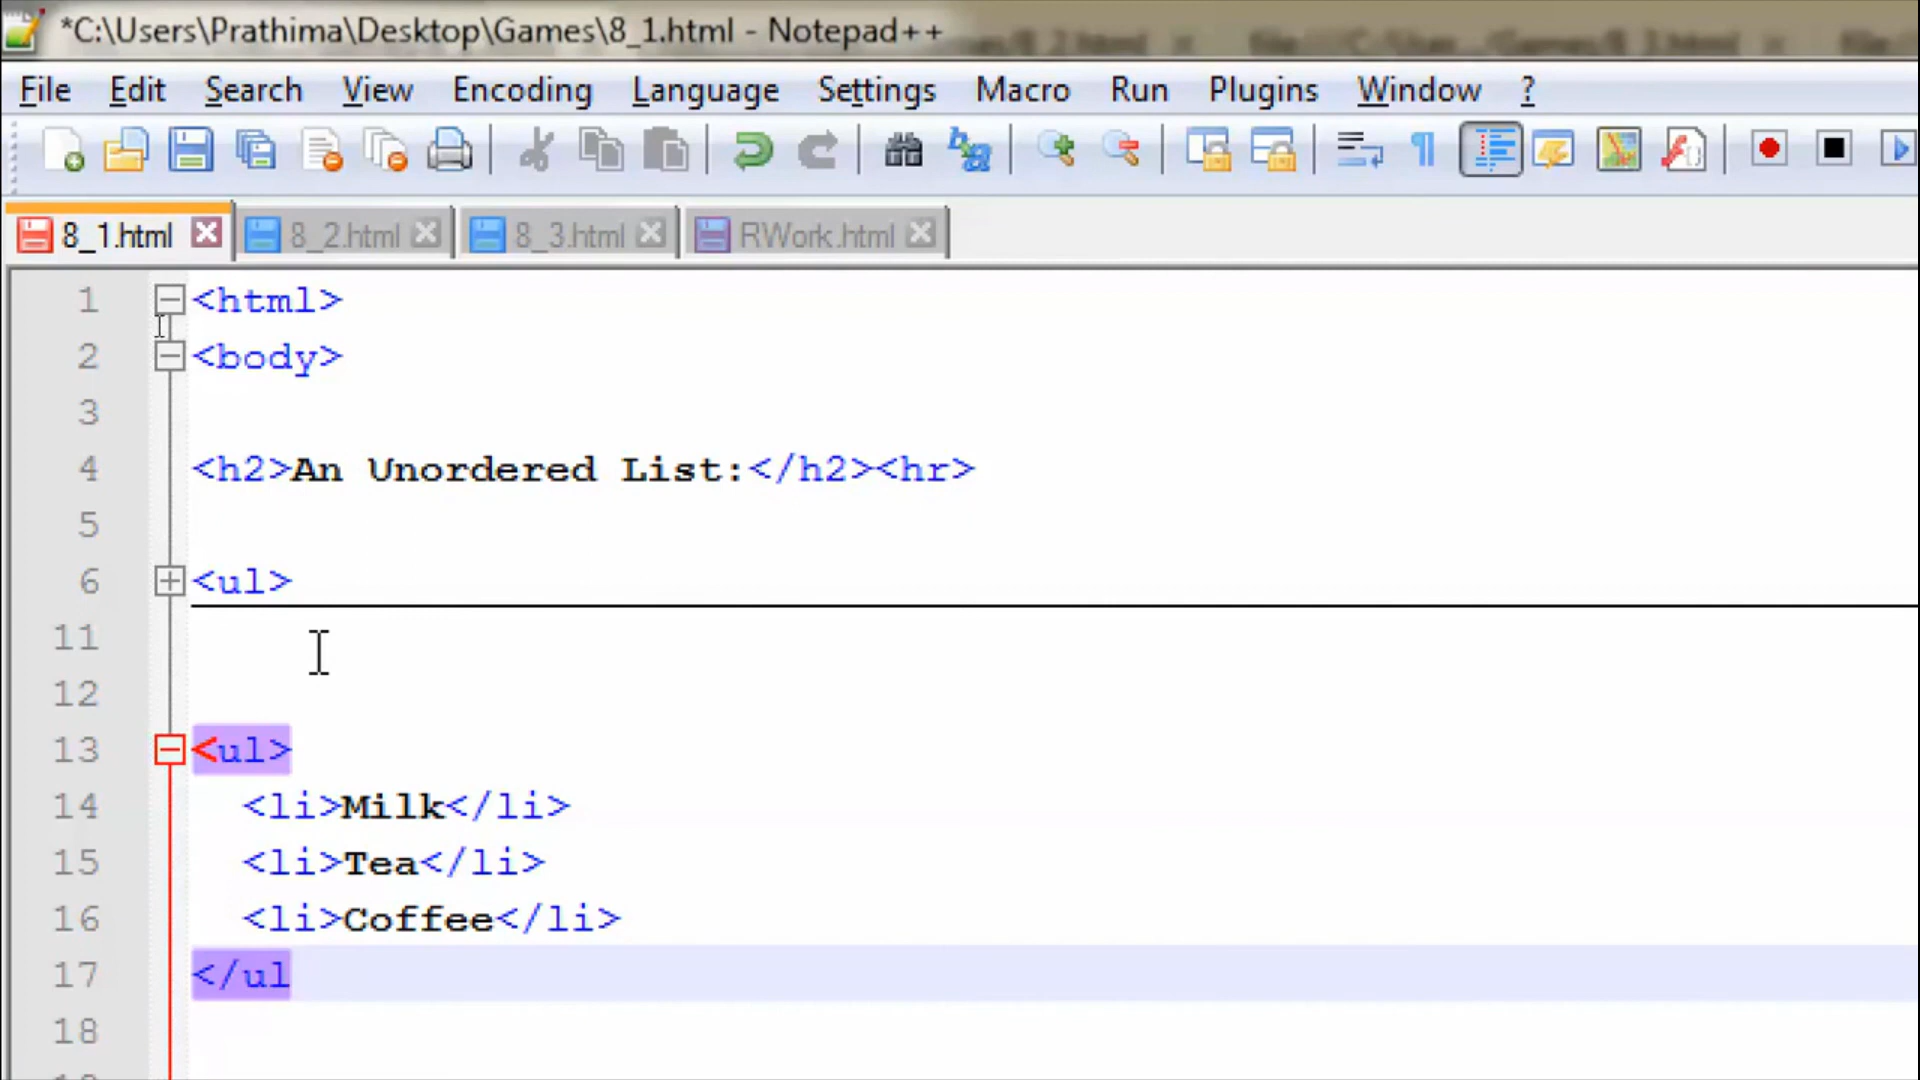 *C:\Users\Prathima\Desktop\Games\8_1.html - Notepad++
File Edit Search View Encoding Language Settings Macro Run Plugins Window ?
8_1.html 8_2.html 8_3.html RWork.html
1 <html>
2 <body>
3
4 <h2>An Unordered List:</h2><hr>
5
6 <ul>
11
12
13 <ul>
14 <li>Milk</li>
15 <li>Tea</li>
16 <li>Coffee</li>
17 </ul
18